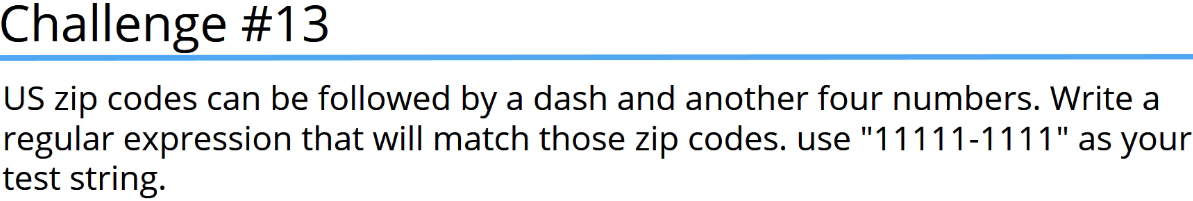 Challenge #13
US zip codes can be followed by a dash and another four numbers. Write a
regular expression that will match those zip codes. use "11111-1111" as your
test string.